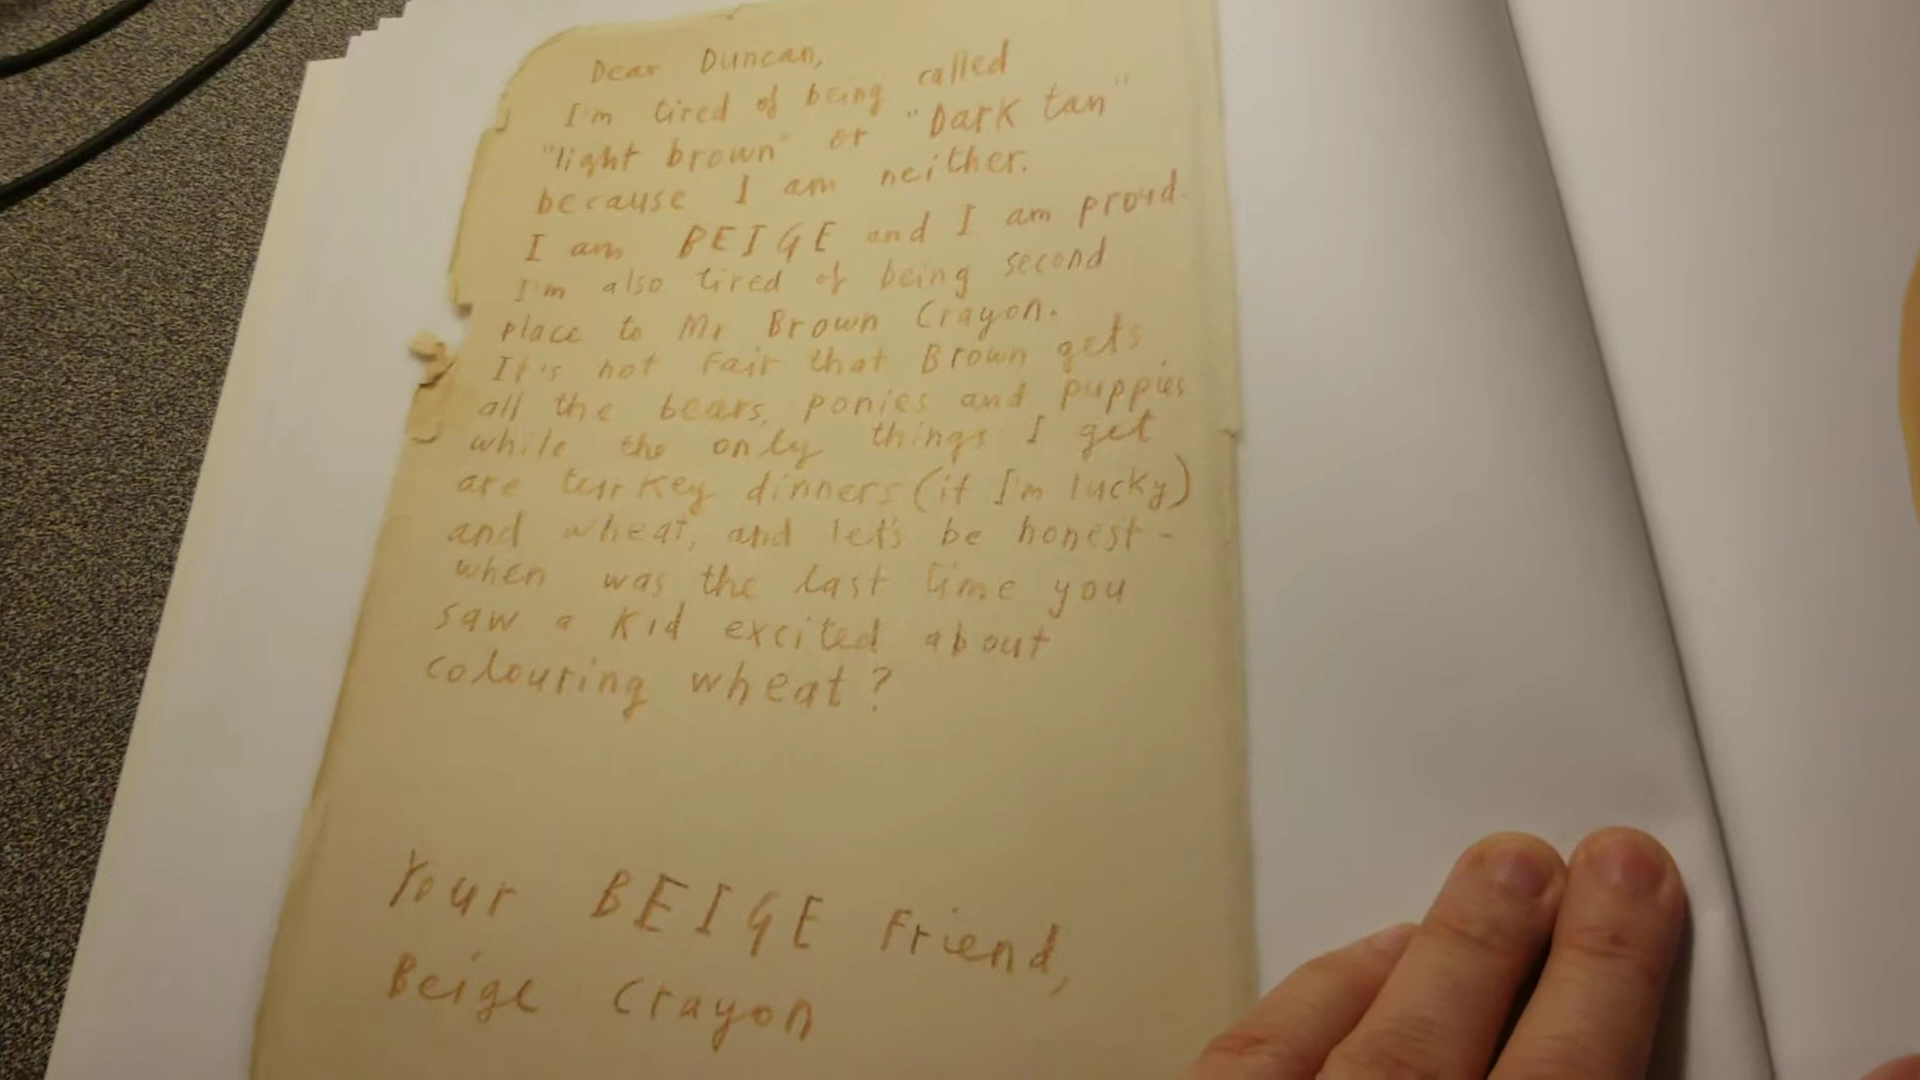 Dear Duncan,
I'm tired of being called
"light brown" or "Dark tan"
because I am neither.
I am BEIGE and I am proud.
I'm also tired of being second
place to Mr Brown Crayon.
It's not Fair that Brown gets
all the bears, ponies and puppies
while the only things I get
are turkey dinners (if I'm lucky)
and wheat, and let's be honest -
when was the last time you
saw a kid excited about
colouring wheat?
Your BEIGE Friend,
Beige Crayon